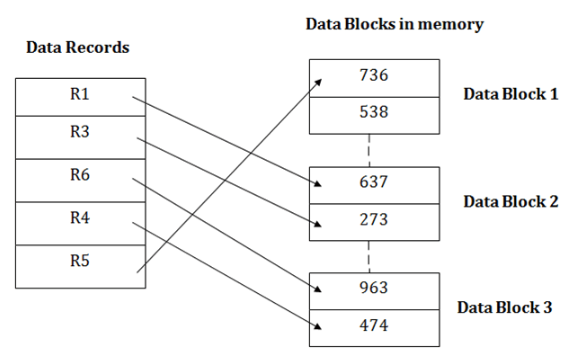 Data Blocks in memory
Data Records
R1
R3
R6
R4
R5
736
538
Data Block 1
637
273
Data Block 2
963
474
Data Block 3